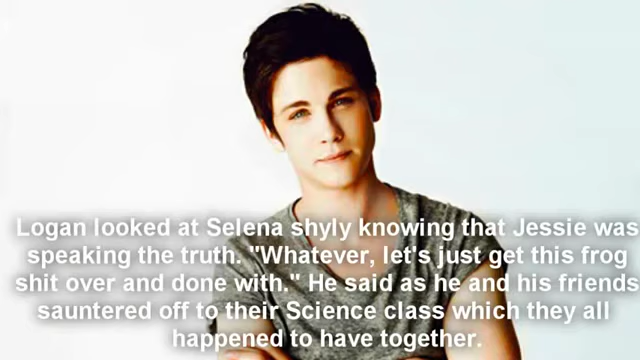 Logan looked at Selena shyly knowing that Jessie was
speaking the truth. "Whatever, let's just get this frog
shit over and done with." He said as he and his friends
sauntered off to their Science class which they all
happened to have together.